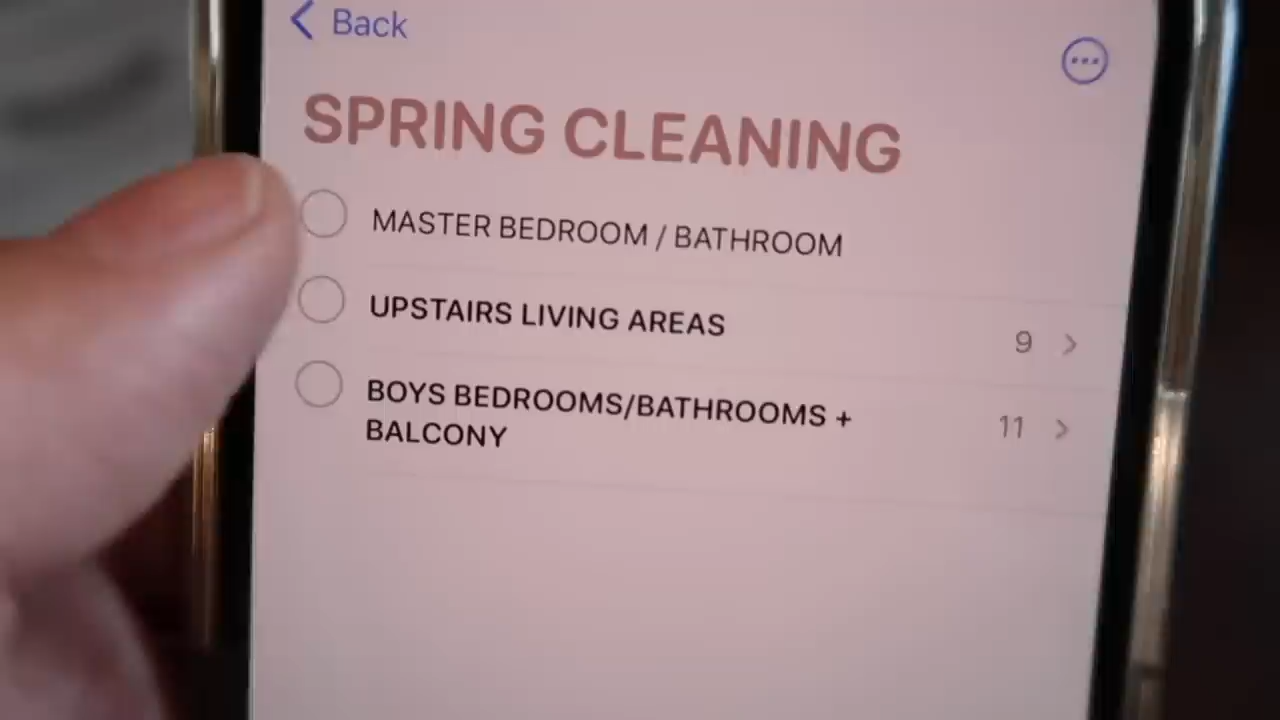 Back
SPRING CLEANING
MASTER BEDROOM / BATHROOM
UPSTAIRS LIVING AREAS 9
BOYS BEDROOMS/BATHROOMS + 11
BALCONY